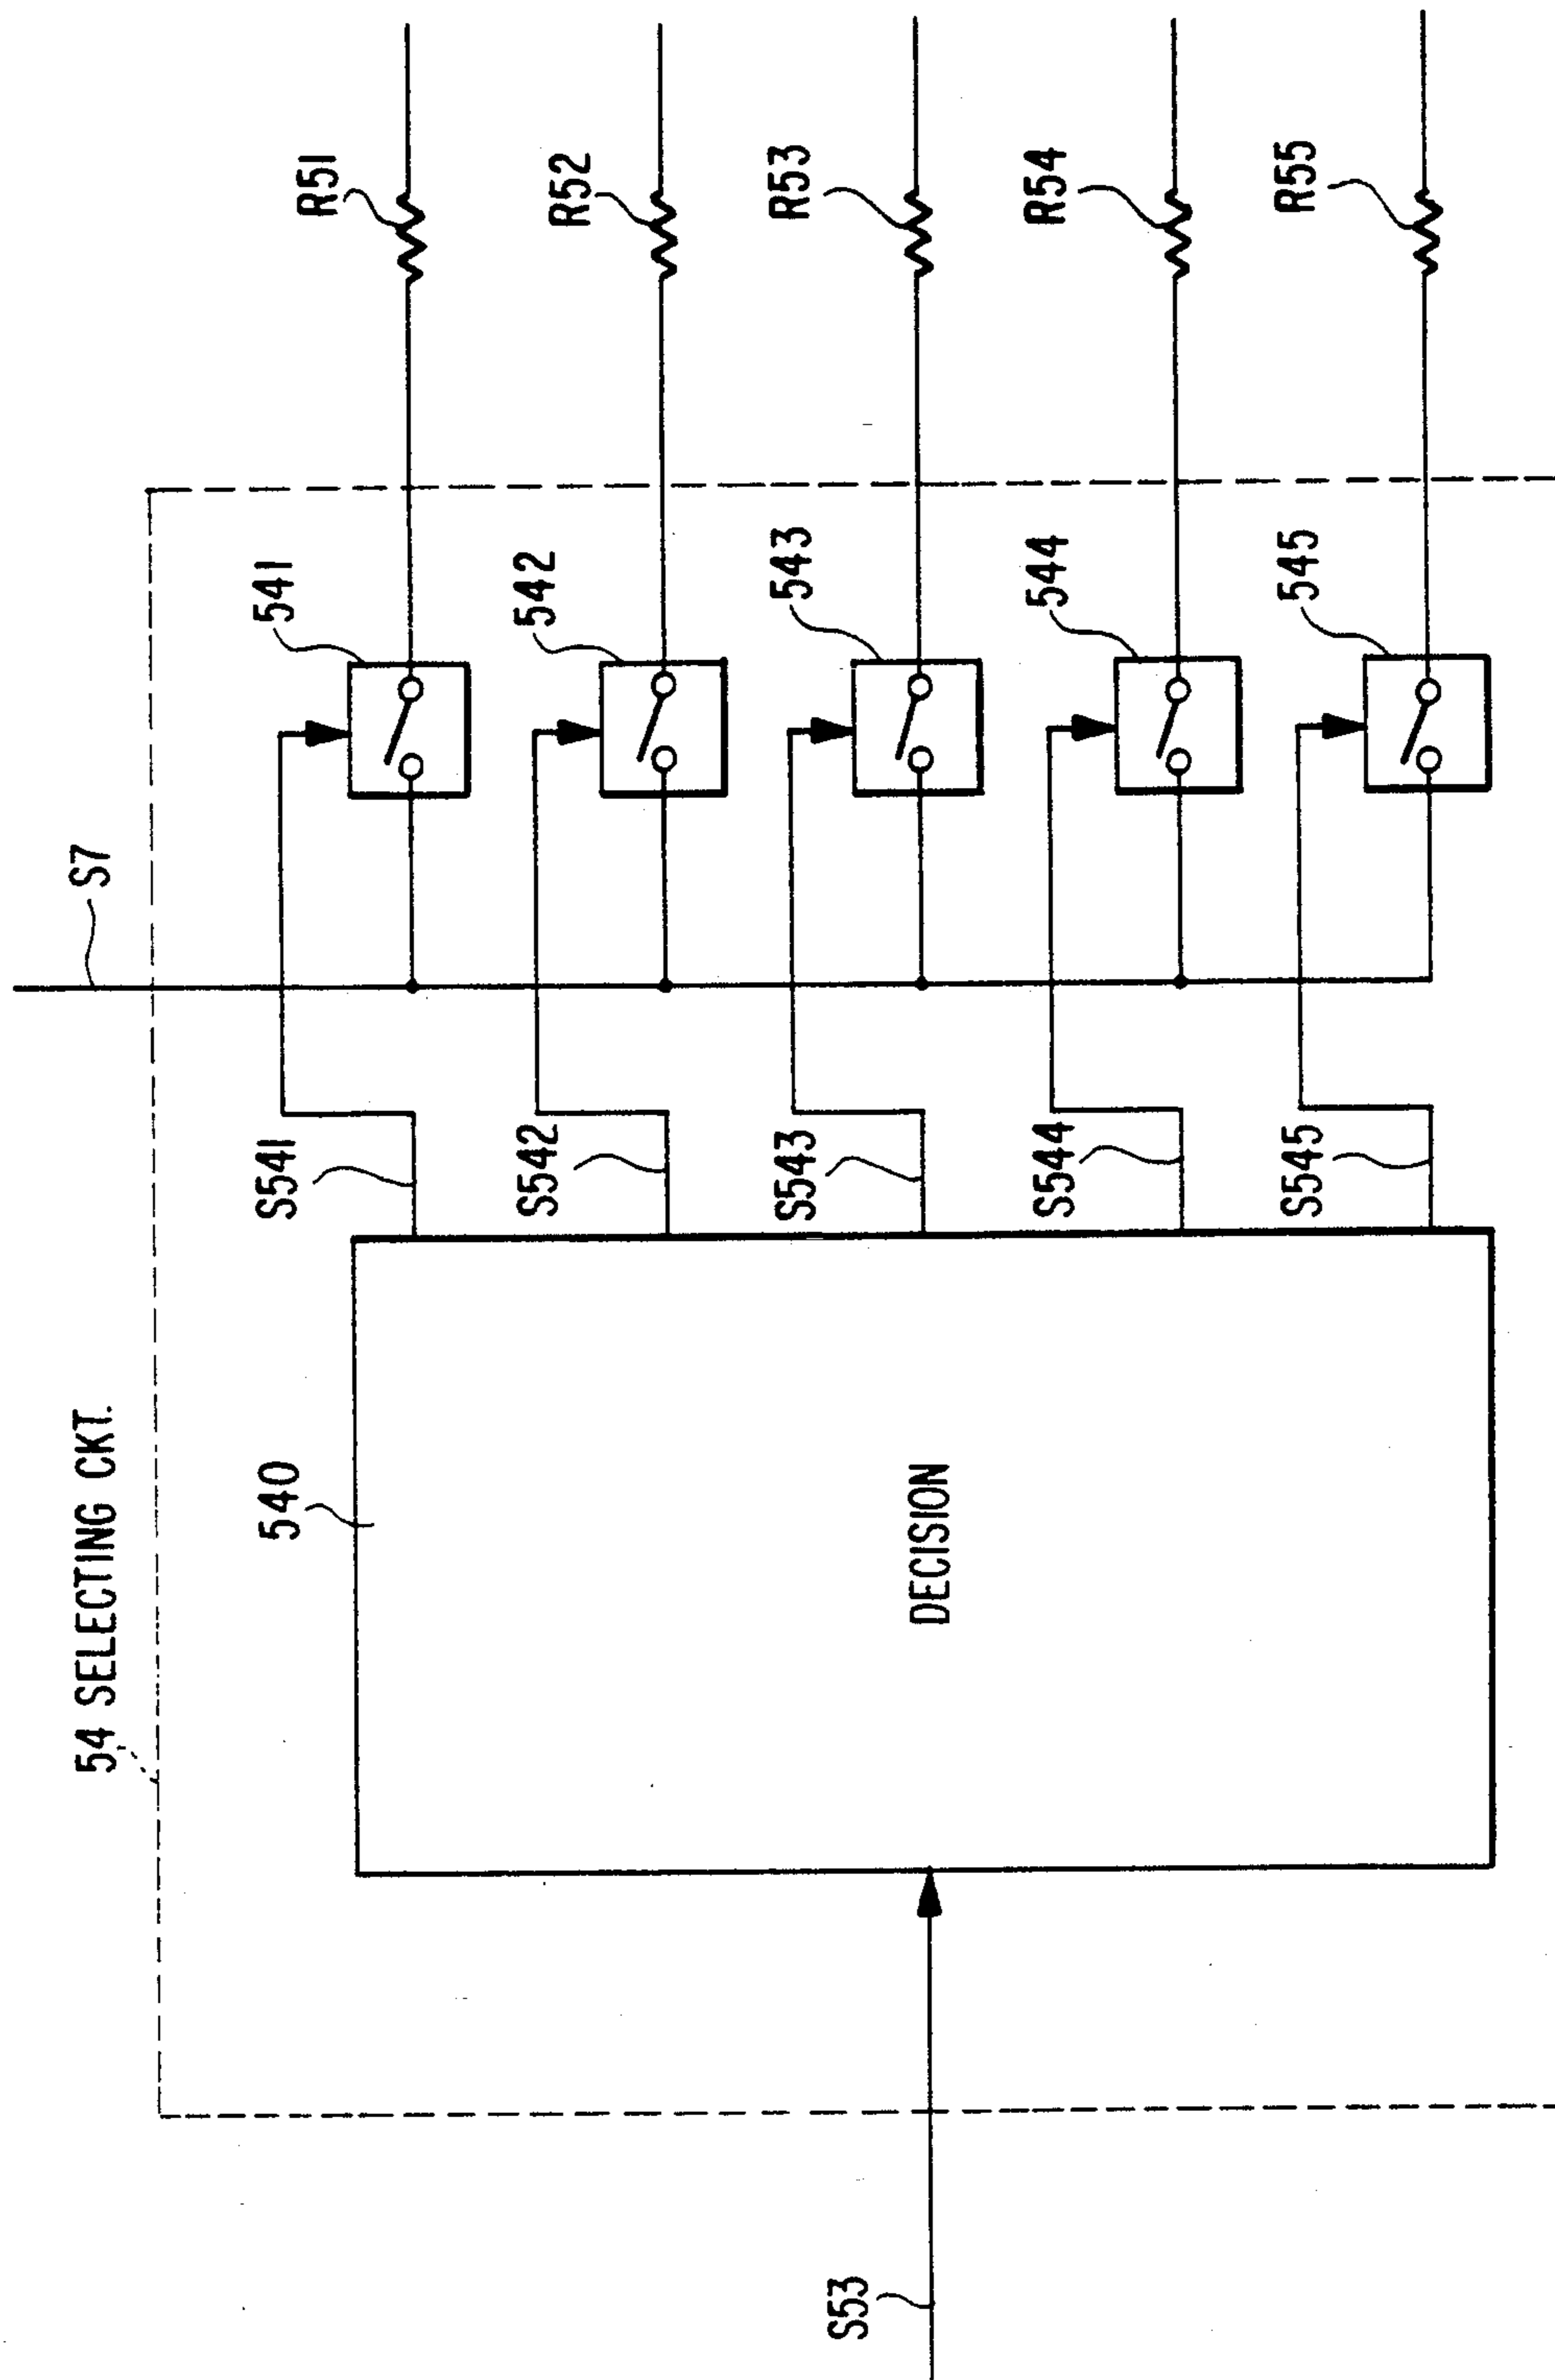 54 SELECTING CKT.
S7
S53
540
DECISION
S541
541
R51
S542
542
R52
S543
543
R53
S544
544
R54
S545
545
R55